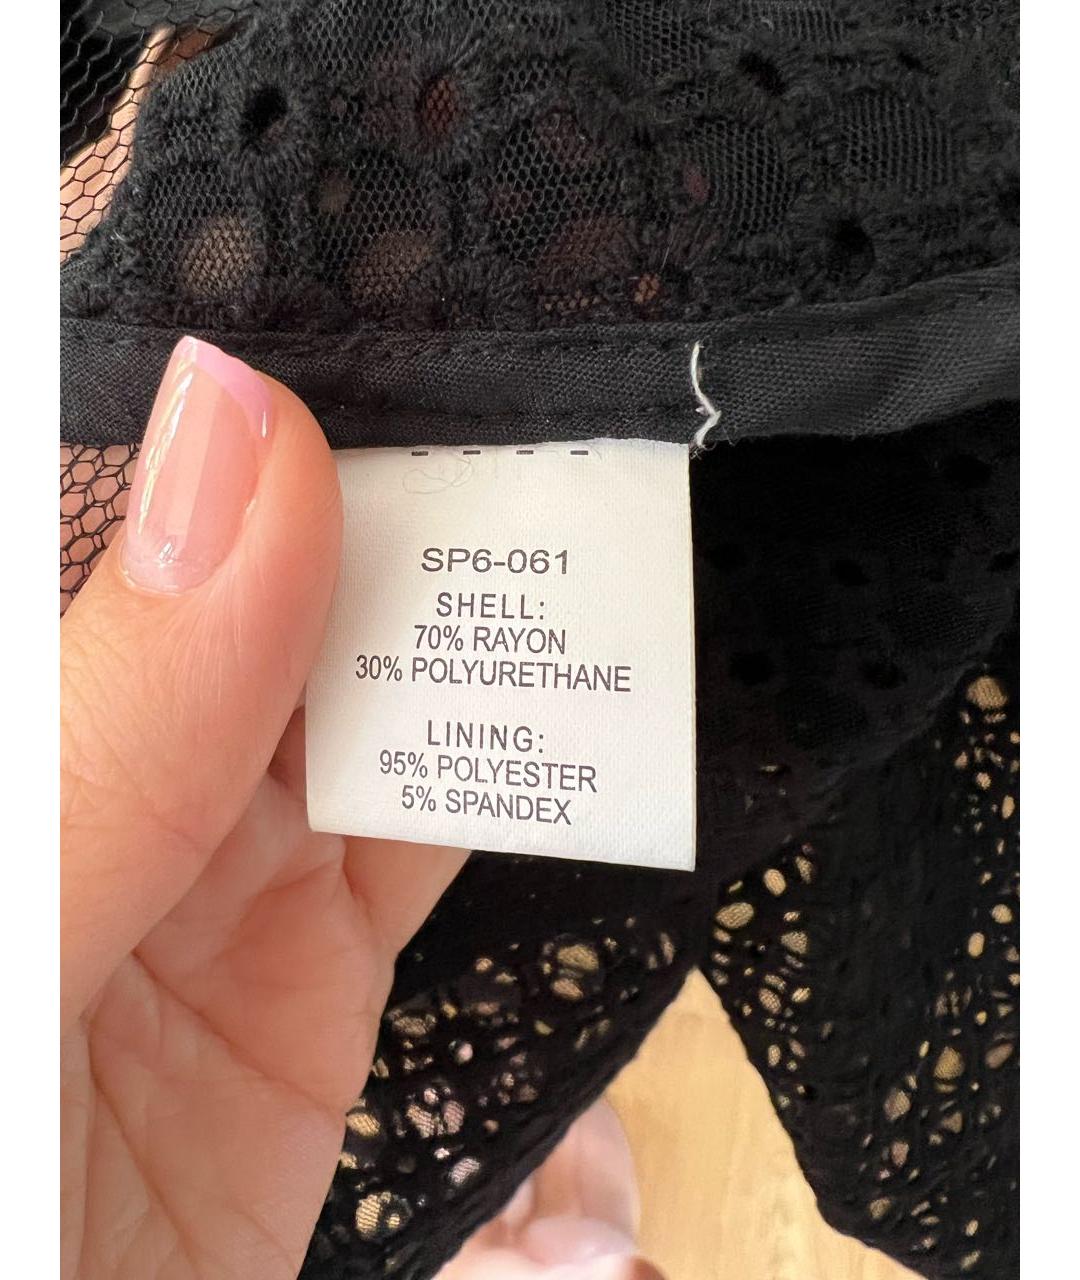 SP6-061
SHELL:
70% RAYON
30% POLYURETHANE
LINING:
95% POLYESTER
5% SPANDEX